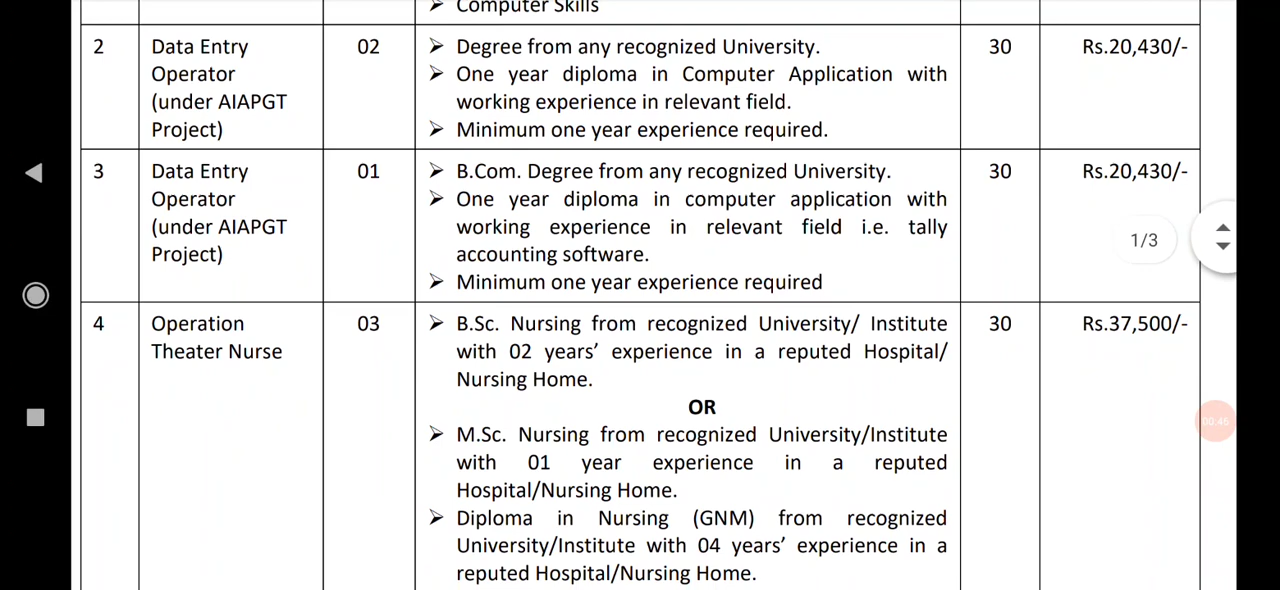 Computer Skills
2 Data Entry 02 ➢ Degree from any recognized University. 30 Rs.20,430/-
Operator ➢ One year diploma in Computer Application with
(under AIAPGT working experience in relevant field.
Project) ➢ Minimum one year experience required.
3 Data Entry 01 ➢ B.Com. Degree from any recognized University. 30 Rs.20,430/-
Operator ➢ One year diploma in computer application with
(under AIAPGT working experience in relevant field i.e. tally
Project) accounting software.
➢ Minimum one year experience required
1/3
4 Operation 03 ➢ B.Sc. Nursing from recognized University/ Institute 30 Rs.37,500/-
Theater Nurse with 02 years’ experience in a reputed Hospital/
Nursing Home.
OR
➢ M.Sc. Nursing from recognized University/Institute
with 01 year experience in a reputed
Hospital/Nursing Home.
➢ Diploma in Nursing (GNM) from recognized
University/Institute with 04 years’ experience in a
reputed Hospital/Nursing Home.